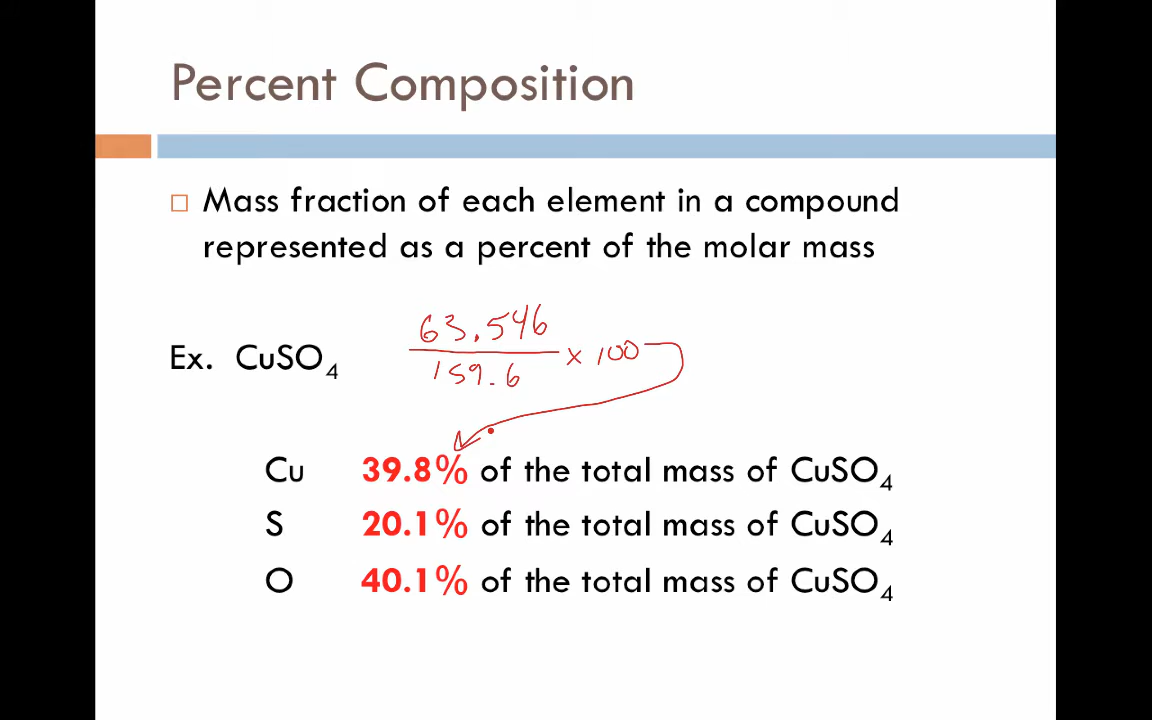 Percent Composition
Mass fraction of each element in a compound
represented as a percent of the molar mass
63.546
Ex. CuSO₄
159.6
x 100
Cu 39.8% of the total mass of CuSO₄
S 20.1% of the total mass of CuSO₄
O 40.1% of the total mass of CuSO₄